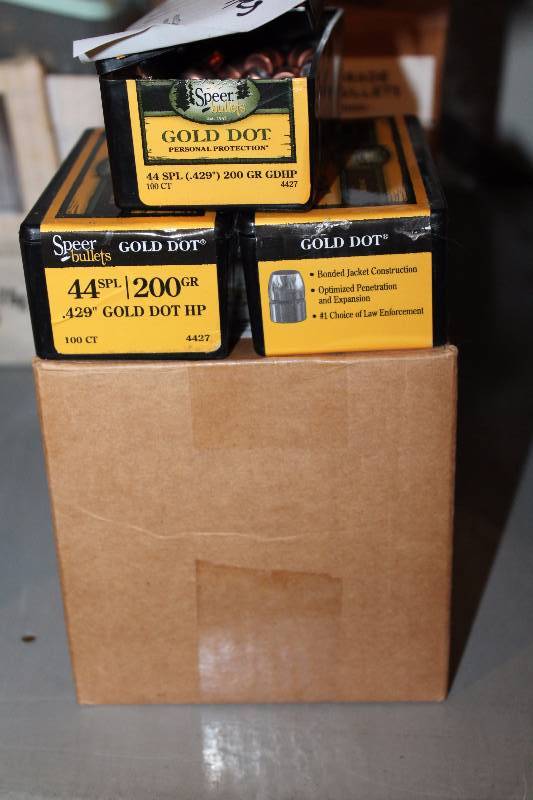 Speer
bullets
EST. 1943
GOLD DOT
PERSONAL PROTECTION®
44 SPL (.429") 200 GR GDHP
100 CT 4427
Speer
bullets
GOLD DOT®
44 SPL | 200 GR
.429" GOLD DOT HP
100 CT 4427
GOLD DOT®
• Bonded Jacket Construction
• Optimized Penetration
and Expansion
• #1 Choice of Law Enforcement